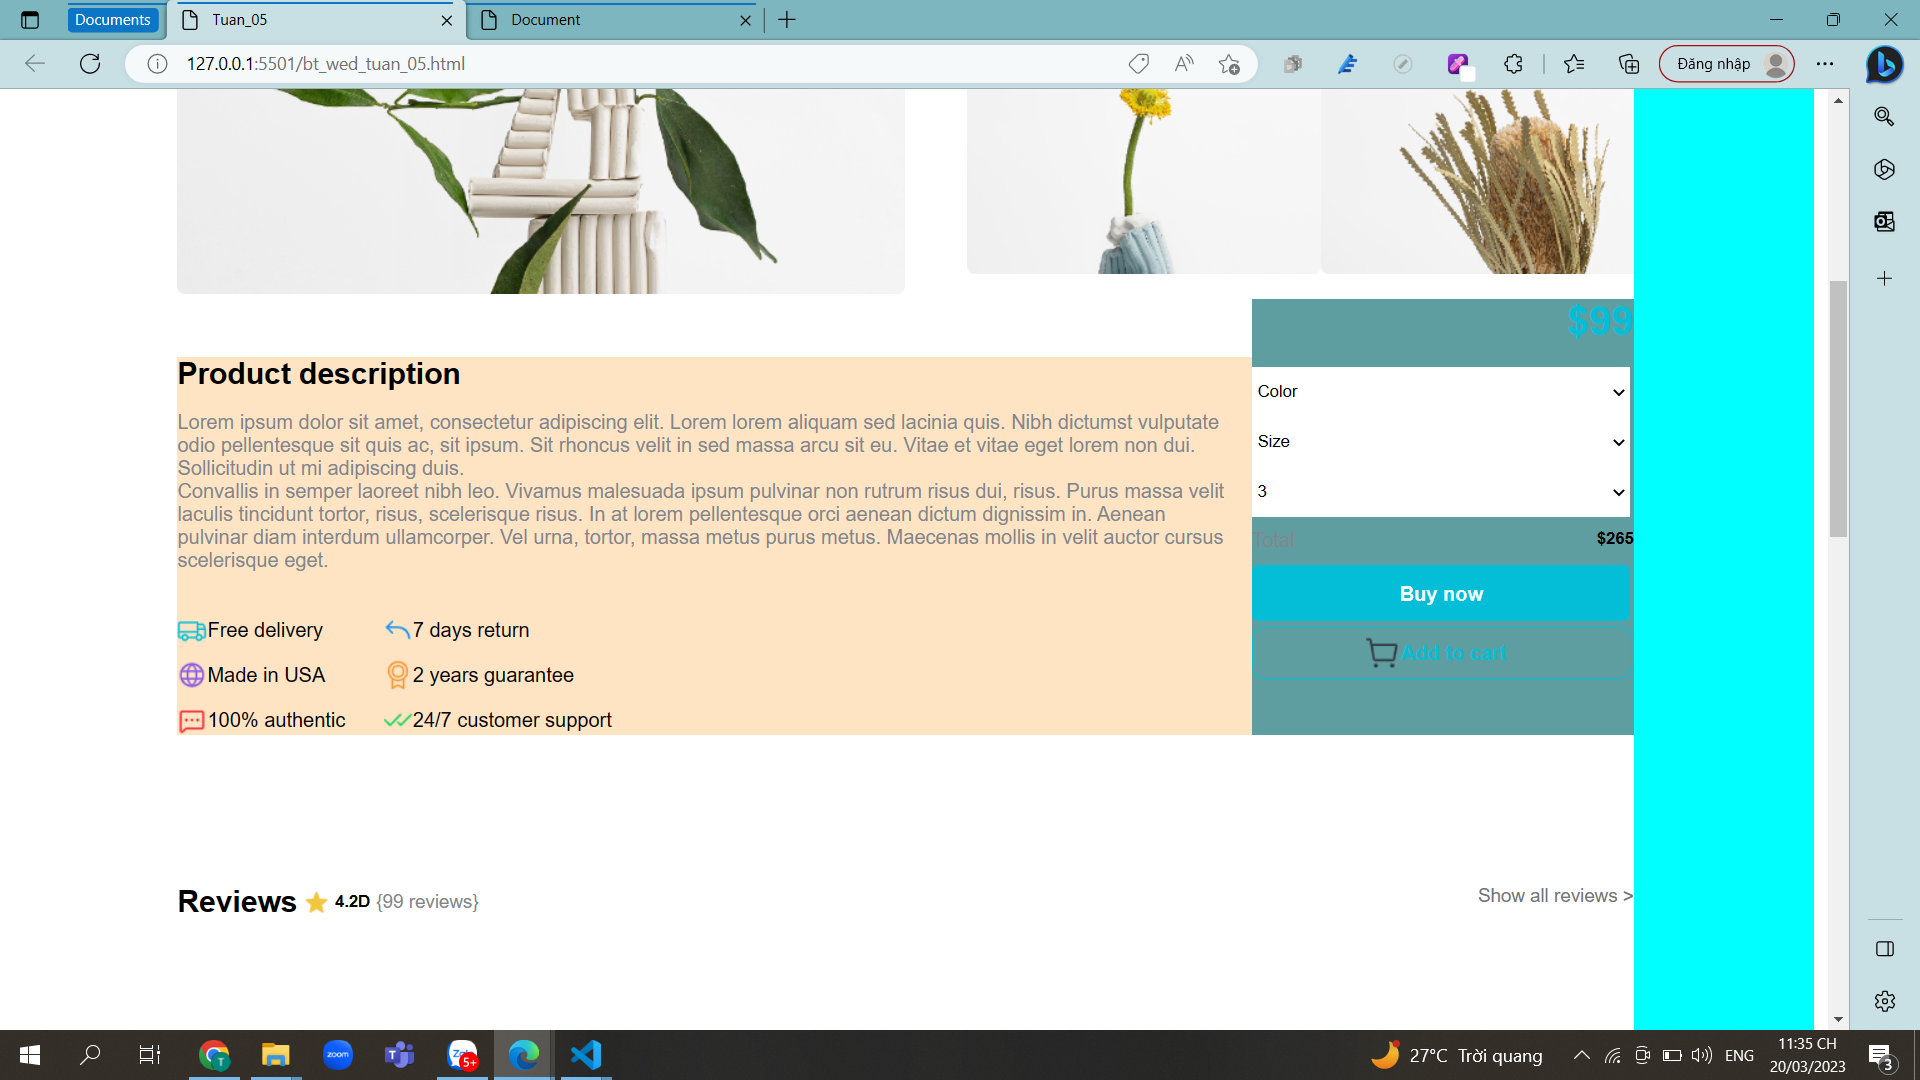 Documents
Tuan_05
Document
127.0.0.1:5501/bt_wed_tuan_05.html
Đăng nhập
$99
Product description
Color
Lorem ipsum dolor sit amet, consectetur adipiscing elit. Lorem lorem aliquam sed lacinia quis. Nibh dictumst vulputate
odio pellentesque sit quis ac, sit ipsum. Sit rhoncus velit in sed massa arcu sit eu. Vitae et vitae eget lorem non dui.
Size
Sollicitudin ut mi adipiscing duis.
Convallis in semper laoreet nibh leo. Vivamus malesuada ipsum pulvinar non rutrum risus dui, risus. Purus massa velit
3
laculis tincidunt tortor, risus, scelerisque risus. In at lorem pellentesque orci aenean dictum dignissim in. Aenean
pulvinar diam interdum ullamcorper. Vel urna, tortor, massa metus purus metus. Maecenas mollis in velit auctor cursus
Total $265
scelerisque eget.
Buy now
Free delivery 7 days return
Add to cart
Made in USA 2 years guarantee
100% authentic 24/7 customer support
Reviews 4.2D {99 reviews}
Show all reviews >
zoom
5+
27°C Trời quang
ENG
11:35 CH
20/03/2023
3